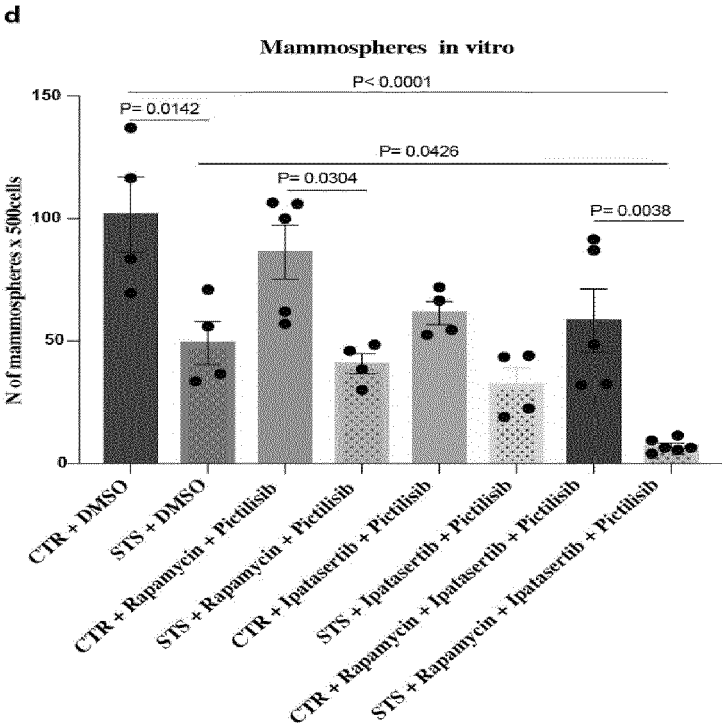 d
Mammospheres in vitro
P< 0.0001
P= 0.0142
P= 0.0426
P= 0.0304
P= 0.0038
N of mammospheres x 500cells
150
100
50
0
CTR + DMSO
STS + DMSO
CTR + Rapamycin + Pictilisib
STS + Rapamycin + Pictilisib
CTR + Ipatasertib + Pictilisib
STS + Ipatasertib + Pictilisib
CTR + Rapamycin + Ipatasertib + Pictilisib
STS + Rapamycin + Ipatasertib + Pictilisib